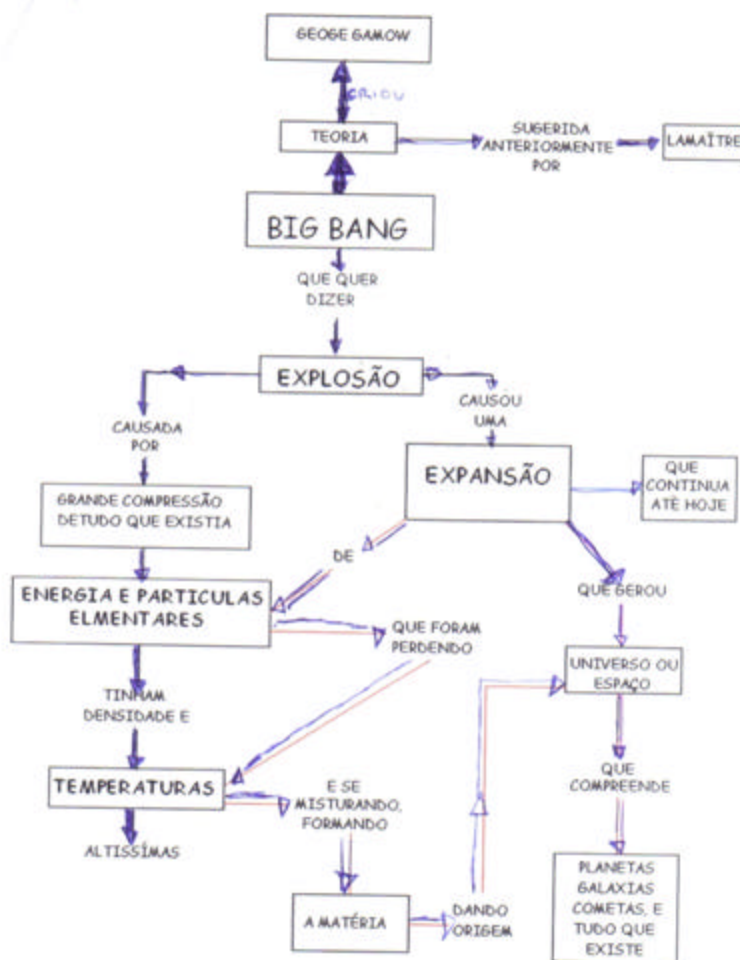 GEOGE GAMOW
CRIOU
TEORIA
SUGERIDA
ANTERIORMENTE
POR
LAMAÎTRE
BIG BANG
QUE QUER
DIZER
EXPLOSÃO
CAUSADA
POR
CAUSOU
UMA
GRANDE COMPRESSÃO
DETUDO QUE EXISTIA
EXPANSÃO
QUE
CONTINUA
ATÈ HOJE
DE
ENERGIA E PARTICULAS
ELMENTARES
QUE FORAM
PERDENDO
QUE GEROU
UNIVERSO OU
ESPAÇO
TINHAM
DENSIDADE E
TEMPERATURAS
ALTISSÍMAS
E SE
MISTURANDO,
FORMANDO
QUE
COMPREENDE
A MATÉRIA
DANDO
ORIGEM
PLANETAS
GALAXIAS
COMETAS, E
TUDO QUE
EXISTE